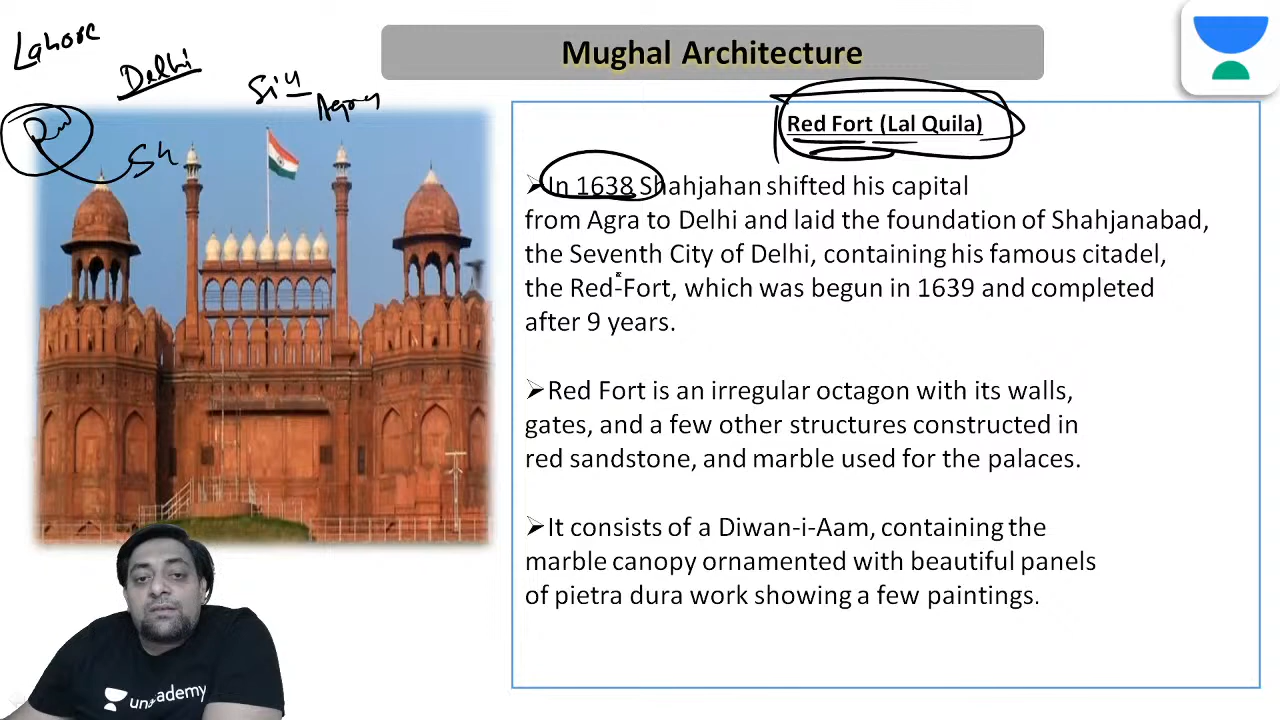 Lahore
Delhi
Agra
Mughal Architecture
Red Fort (Lal Quila)
➢In 1638 Shahjahan shifted his capital
from Agra to Delhi and laid the foundation of Shahjanabad,
the Seventh City of Delhi, containing his famous citadel,
the Red-Fort, which was begun in 1639 and completed
after 9 years.
➢Red Fort is an irregular octagon with its walls,
gates, and a few other structures constructed in
red sandstone, and marble used for the palaces.
➢It consists of a Diwan-i-Aam, containing the
marble canopy ornamented with beautiful panels
of pietra dura work showing a few paintings.
unacademy